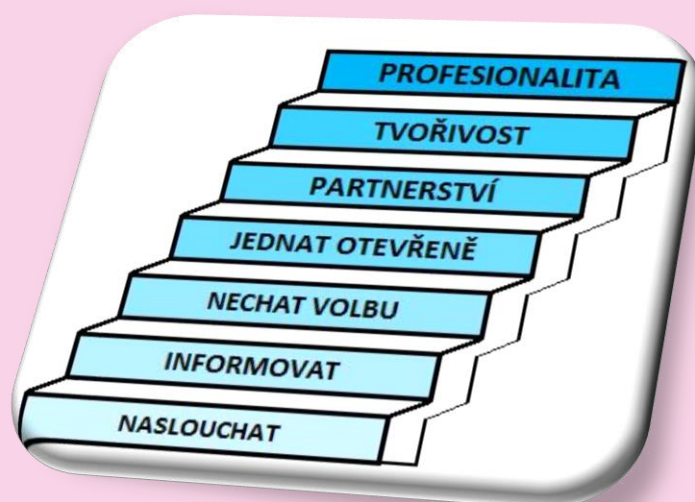 PROFESIONALITA
TVOŘIVOST
PARTNERSTVÍ
JEDNAT OTEVŘENĚ
NECHAT VOLBU
INFORMOVAT
NASLOUCHAT